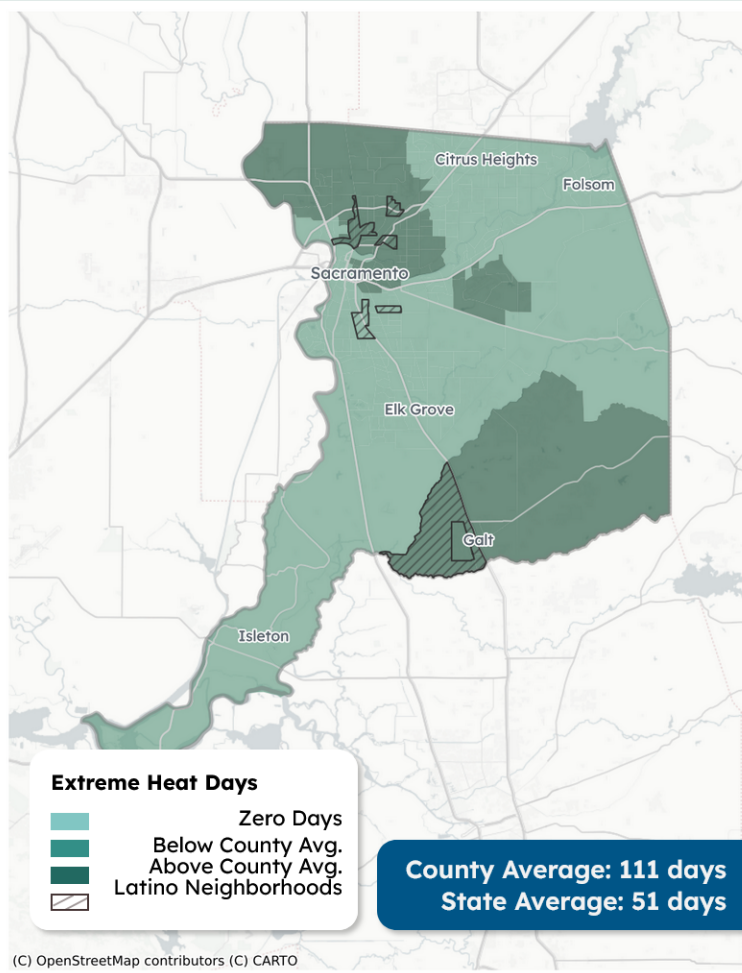 Citrus Heights
Folsom
Sacramento
Elk Grove
Galt
Isleton
Extreme Heat Days
Zero Days
Below County Avg.
Above County Avg.
Latino Neighborhoods
County Average: 111 days
State Average: 51 days
(C) OpenStreetMap contributors (C) CARTO